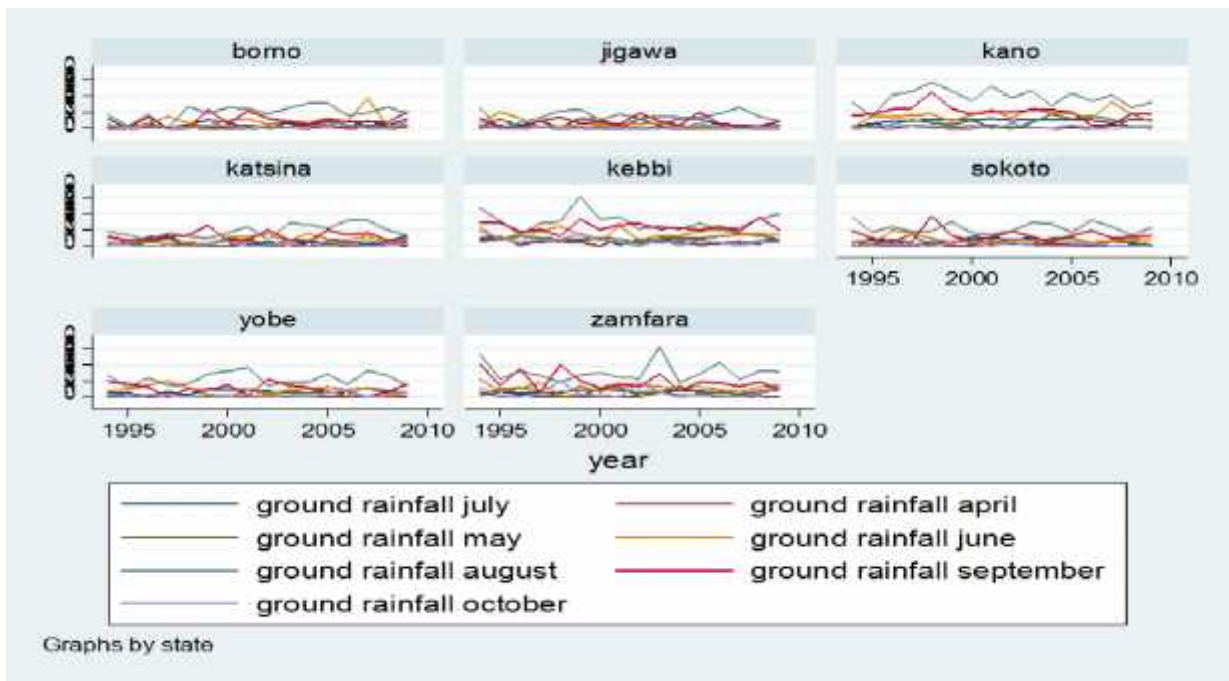 borno jigawa kano
katsina kebbi sokoto
1995 2000 2005 2010
yobe zamfara
1995 2000 2005 2010 1995 2000 2005 2010
year
ground rainfall july ground rainfall april
ground rainfall may ground rainfall june
ground rainfall august ground rainfall september
ground rainfall october
Graphs by state